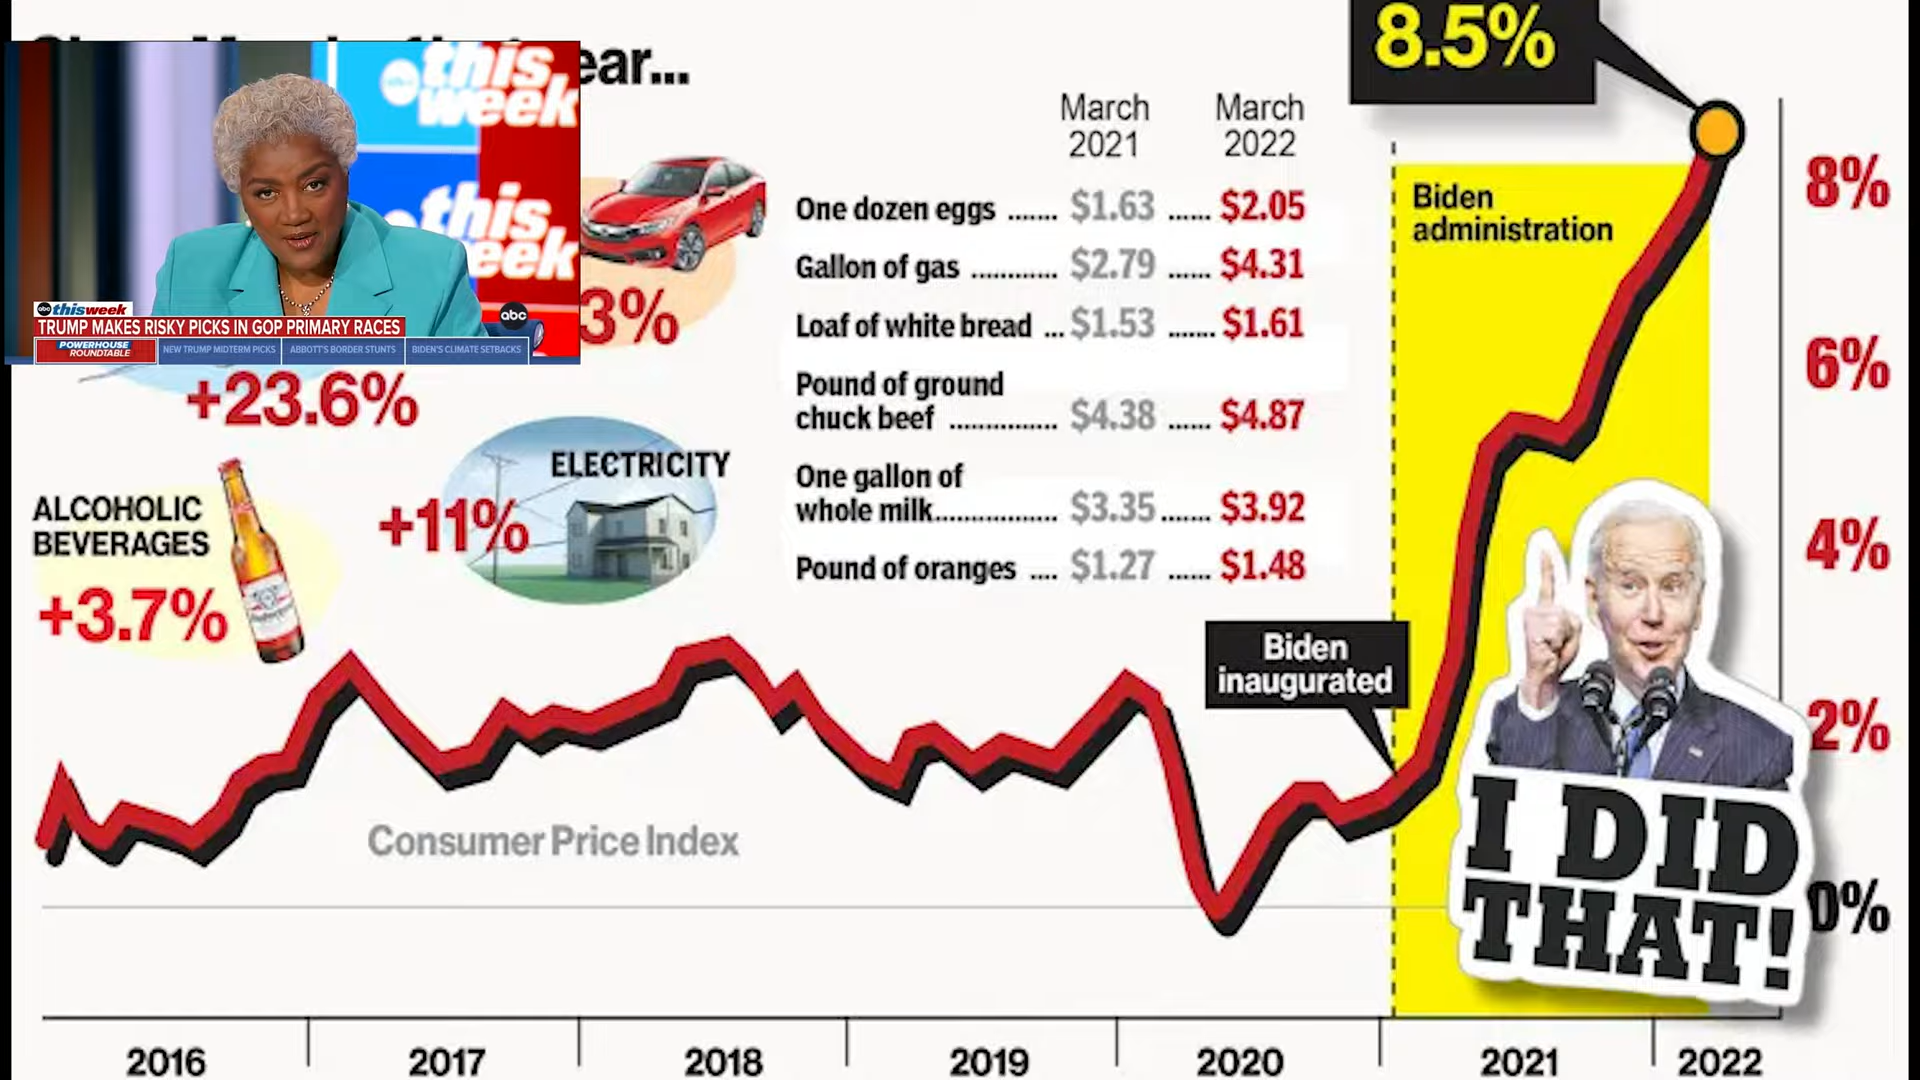 ear...
8.5%
this
week
this
week
abc
abc thisweek
TRUMP MAKES RISKY PICKS IN GOP PRIMARY RACES
POWERHOUSE
ROUNDTABLE
NEW TRUMP MIDTERM PICKS
ABBOTT'S BORDER STUNTS
BIDEN'S CLIMATE SETBACKS
3%
+23.6%
ELECTRICITY
+11%
ALCOHOLIC
BEVERAGES
+3.7%
March March
2021 2022
One dozen eggs ....... $1.63 ...... $2.05
Gallon of gas ............ $2.79 ...... $4.31
Loaf of white bread ... $1.53 ....... $1.61
Pound of ground
chuck beef ............... $4.38 ...... $4.87
One gallon of
whole milk................. $3.35 ....... $3.92
Pound of oranges .... $1.27 ...... $1.48
Biden
administration
Biden
inaugurated
I DID
THAT!
8%
6%
4%
2%
0%
Consumer Price Index
2016 2017 2018 2019 2020 2021 2022